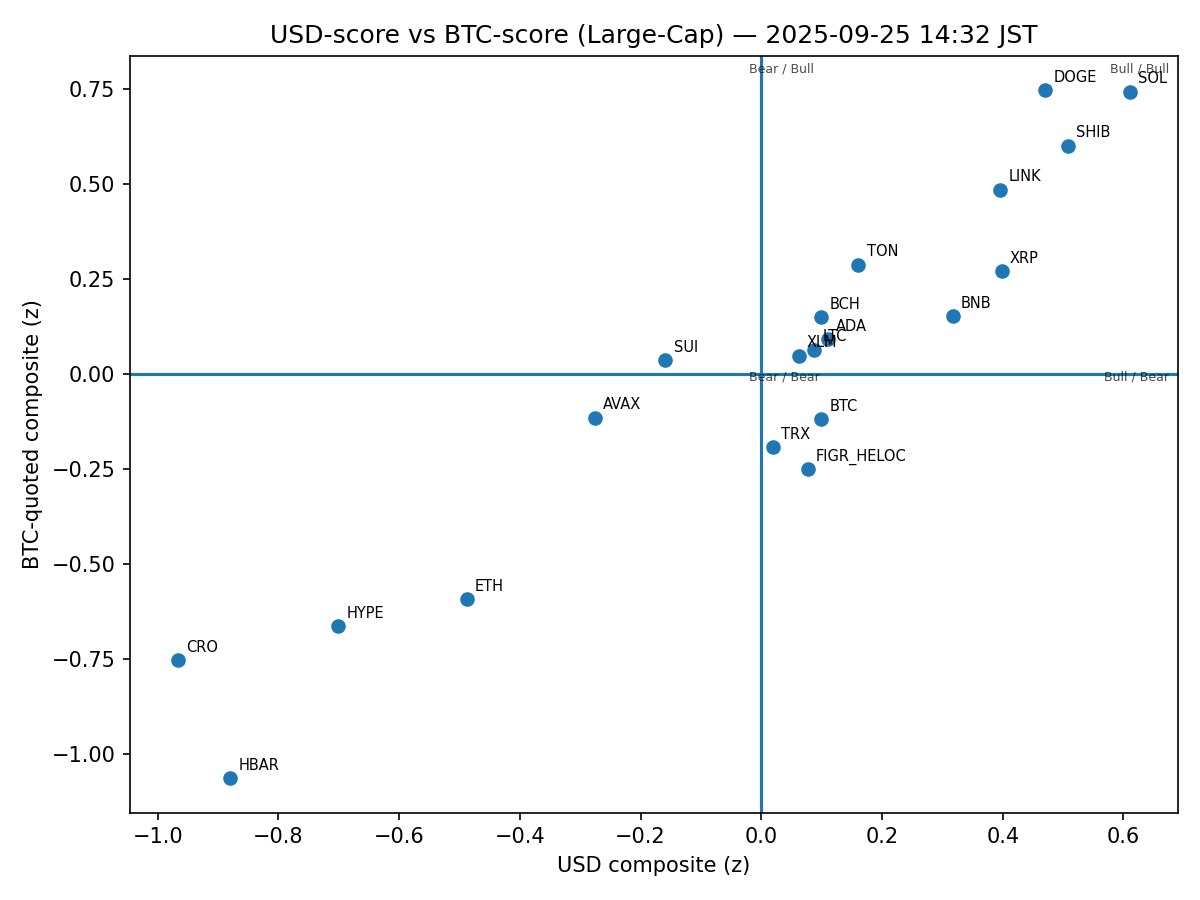 USD-score vs BTC-score (Large-Cap) — 2025-09-25 14:32 JST
Bear / Bull
Bull / Bull
DOGE
SOL
SHIB
LINK
TON
XRP
BCH
BNB
ADA
LTC
XLM
SUI
Bear / Bear
Bull / Bear
AVAX
BTC
TRX
FIGR_HELOC
ETH
HYPE
CRO
HBAR
0.75
0.50
0.25
0.00
−0.25
−0.50
−0.75
−1.00
−1.0
−0.8
−0.6
−0.4
−0.2
0.0
0.2
0.4
0.6
USD composite (z)
BTC-quoted composite (z)